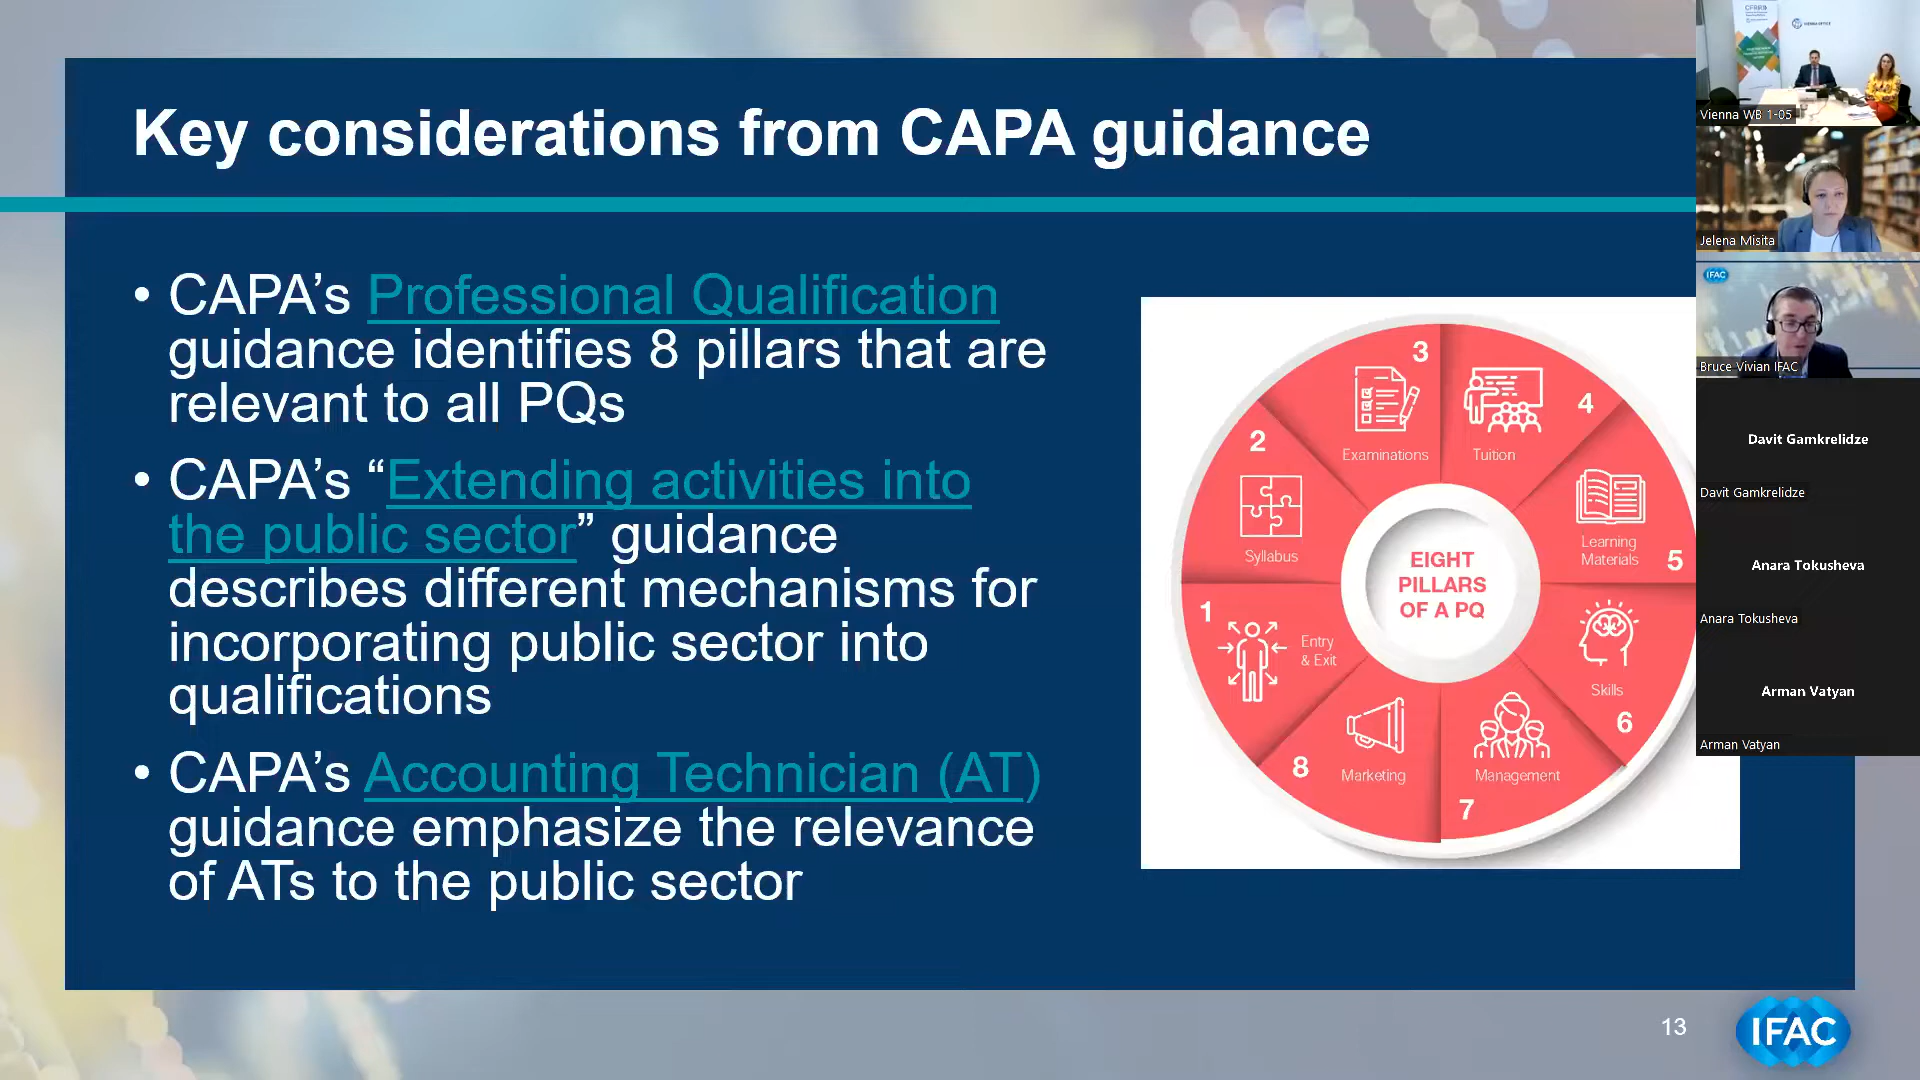 Key considerations from CAPA guidance
• CAPA’s Professional Qualification
guidance identifies 8 pillars that are
relevant to all PQs
• CAPA’s “Extending activities into
the public sector” guidance
describes different mechanisms for
incorporating public sector into
qualifications
• CAPA’s Accounting Technician (AT)
guidance emphasize the relevance
of ATs to the public sector
EIGHT
PILLARS
OF A PQ
1
Entry
& Exit
2
Syllabus
3
Examinations
4
Tuition
5
Learning
Materials
6
Skills
7
Management
8
Marketing
13
IFAC
CFRR
VIENNA OFFICE
Vienna WB 1-05
Jelena Misita
IFAC
Bruce Vivian IFAC
Davit Gamkrelidze
Davit Gamkrelidze
Anara Tokusheva
Anara Tokusheva
Arman Vatyan
Arman Vatyan